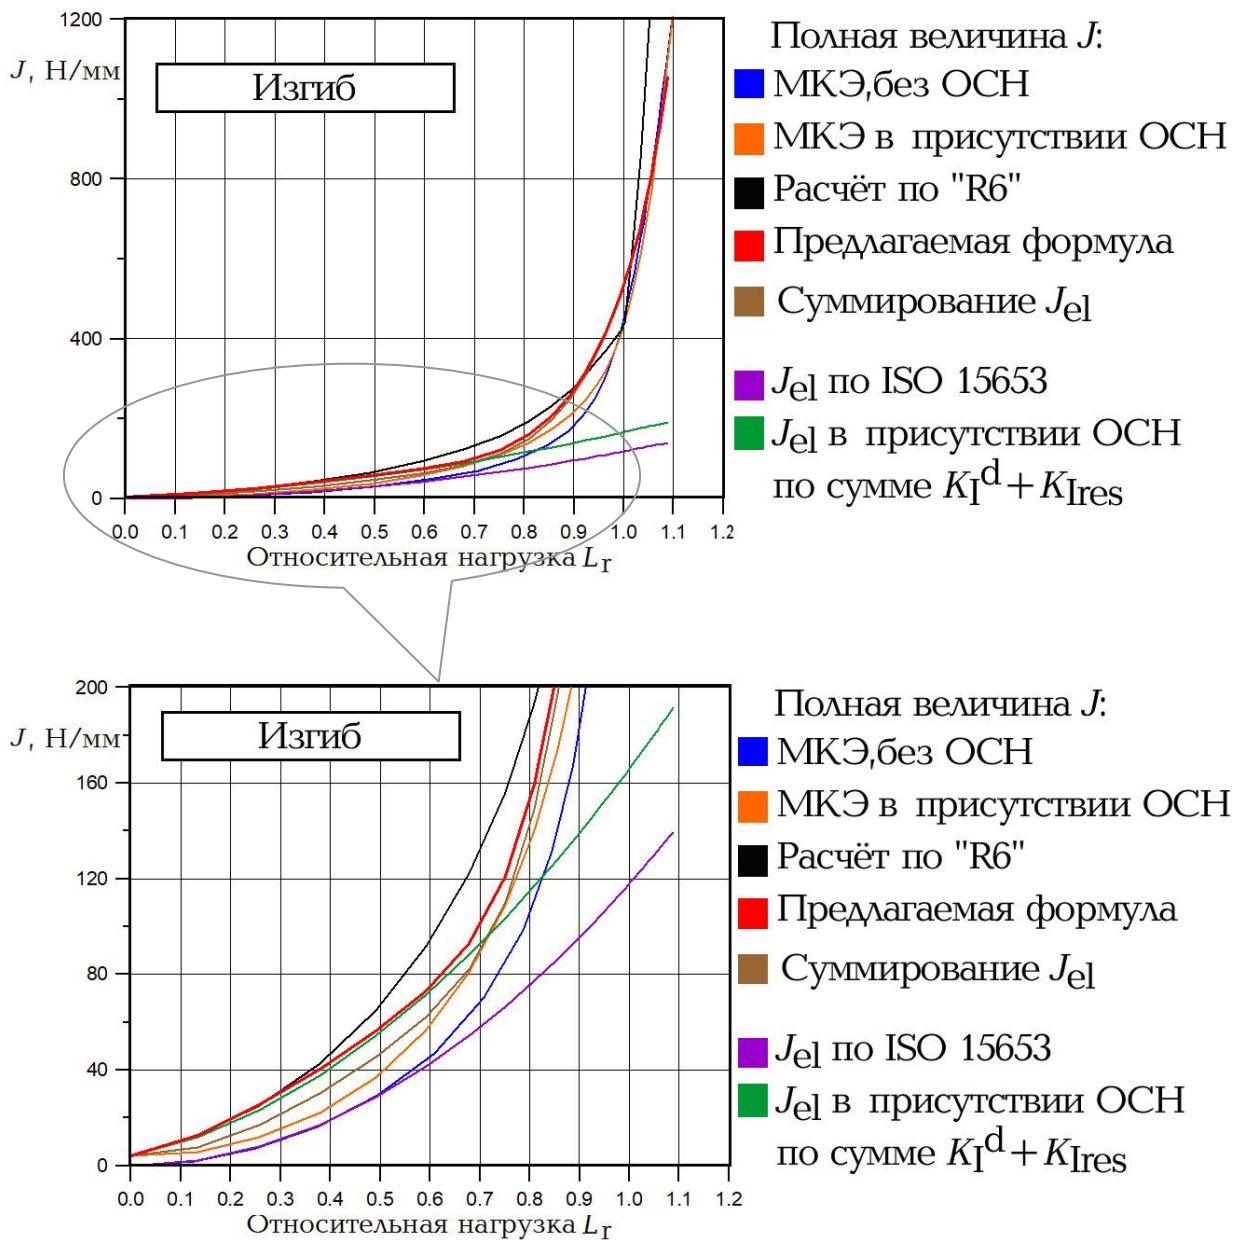 1200
J, Н/мм
Изгиб
800
400
0
0.0 0.1 0.2 0.3 0.4 0.5 0.6 0.7 0.8 0.9 1.0 1.1 1.2
Относительная нагрузка Lr
Полная величина J:
МКЭ,без ОСН
МКЭ в присутствии ОСН
Расчёт по "R6"
Предлагаемая формула
Суммирование Jel
Jel по ISO 15653
Jel в присутствии ОСН
по сумме KId+KIres
200
J, Н/мм
Изгиб
160
120
80
40
0
0.0 0.1 0.2 0.3 0.4 0.5 0.6 0.7 0.8 0.9 1.0 1.1 1.2
Относительная нагрузка Lr
Полная величина J:
МКЭ,без ОСН
МКЭ в присутствии ОСН
Расчёт по "R6"
Предлагаемая формула
Суммирование Jel
Jel по ISO 15653
Jel в присутствии ОСН
по сумме KId+KIres